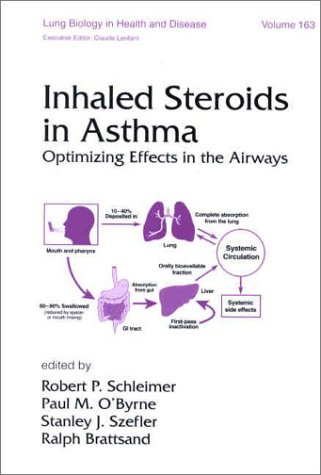 Lung Biology in Health and Disease
Volume 163
Executive Editor: Claude Lenfant
Inhaled Steroids
in Asthma
Optimizing Effects in the Airways
10–40%
Deposited in
Mouth and pharynx
Lung
Complete absorption
from the lung
Systemic
Circulation
Orally bioavailable
fraction
Absorption
from gut
Liver
60–90% Swallowed
(reduced by spacer
or mouth rinsing)
GI tract
First-pass
inactivation
Systemic
side effects
edited by
Robert P. Schleimer
Paul M. O'Byrne
Stanley J. Szefler
Ralph Brattsand